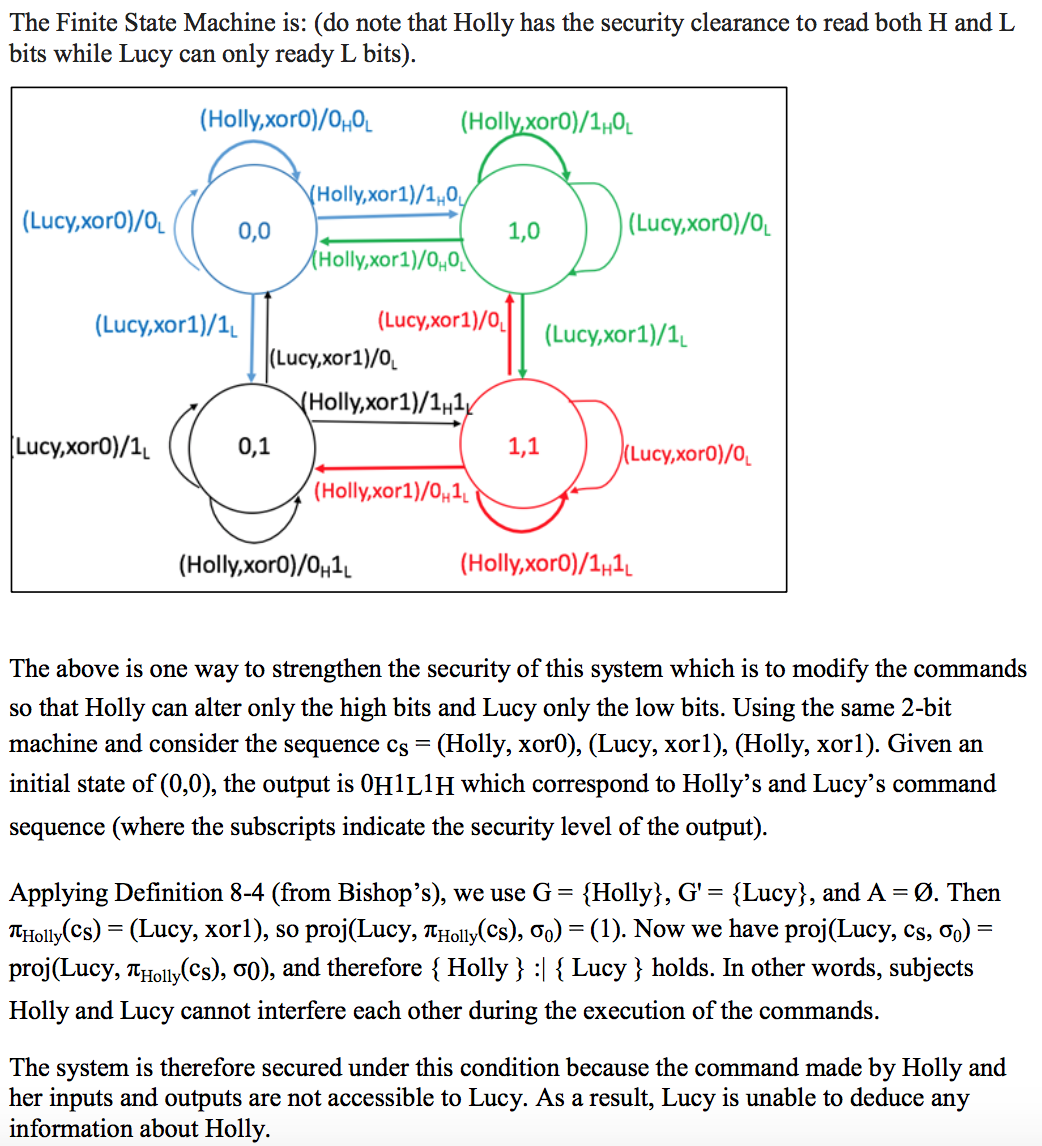 The Finite State Machine is: (do note that Holly has the security clearance to read both H and L
bits while Lucy can only ready L bits).
(Holly,xor0)/0H0L
(Holly,xor0)/1H0L
(Holly,xor1)/1H0L
(Lucy,xor0)/0L
0,0
1,0
(Lucy,xor0)/0L
(Holly,xor1)/0H0L
(Lucy,xor1)/1L
(Lucy,xor1)/0L
(Lucy,xor1)/1L
(Lucy,xor1)/0L
(Holly,xor1)/1H1L
Lucy,xor0)/1L
0,1
1,1
(Lucy,xor0)/0L
(Holly,xor1)/0H1L
(Holly,xor0)/0H1L
(Holly,xor0)/1H1L
The above is one way to strengthen the security of this system which is to modify the commands
so that Holly can alter only the high bits and Lucy only the low bits. Using the same 2-bit
machine and consider the sequence cs = (Holly, xor0), (Lucy, xor1), (Holly, xor1). Given an
initial state of (0,0), the output is 0H1L1H which correspond to Holly’s and Lucy’s command
sequence (where the subscripts indicate the security level of the output).
Applying Definition 8-4 (from Bishop’s), we use G = {Holly}, G' = {Lucy}, and A = Ø. Then
πHolly(cs) = (Lucy, xor1), so proj(Lucy, πHolly(cs), σ0) = (1). Now we have proj(Lucy, cs, σ0) =
proj(Lucy, πHolly(cs), σ0), and therefore { Holly } :| { Lucy } holds. In other words, subjects
Holly and Lucy cannot interfere each other during the execution of the commands.
The system is therefore secured under this condition because the command made by Holly and
her inputs and outputs are not accessible to Lucy. As a result, Lucy is unable to deduce any
information about Holly.